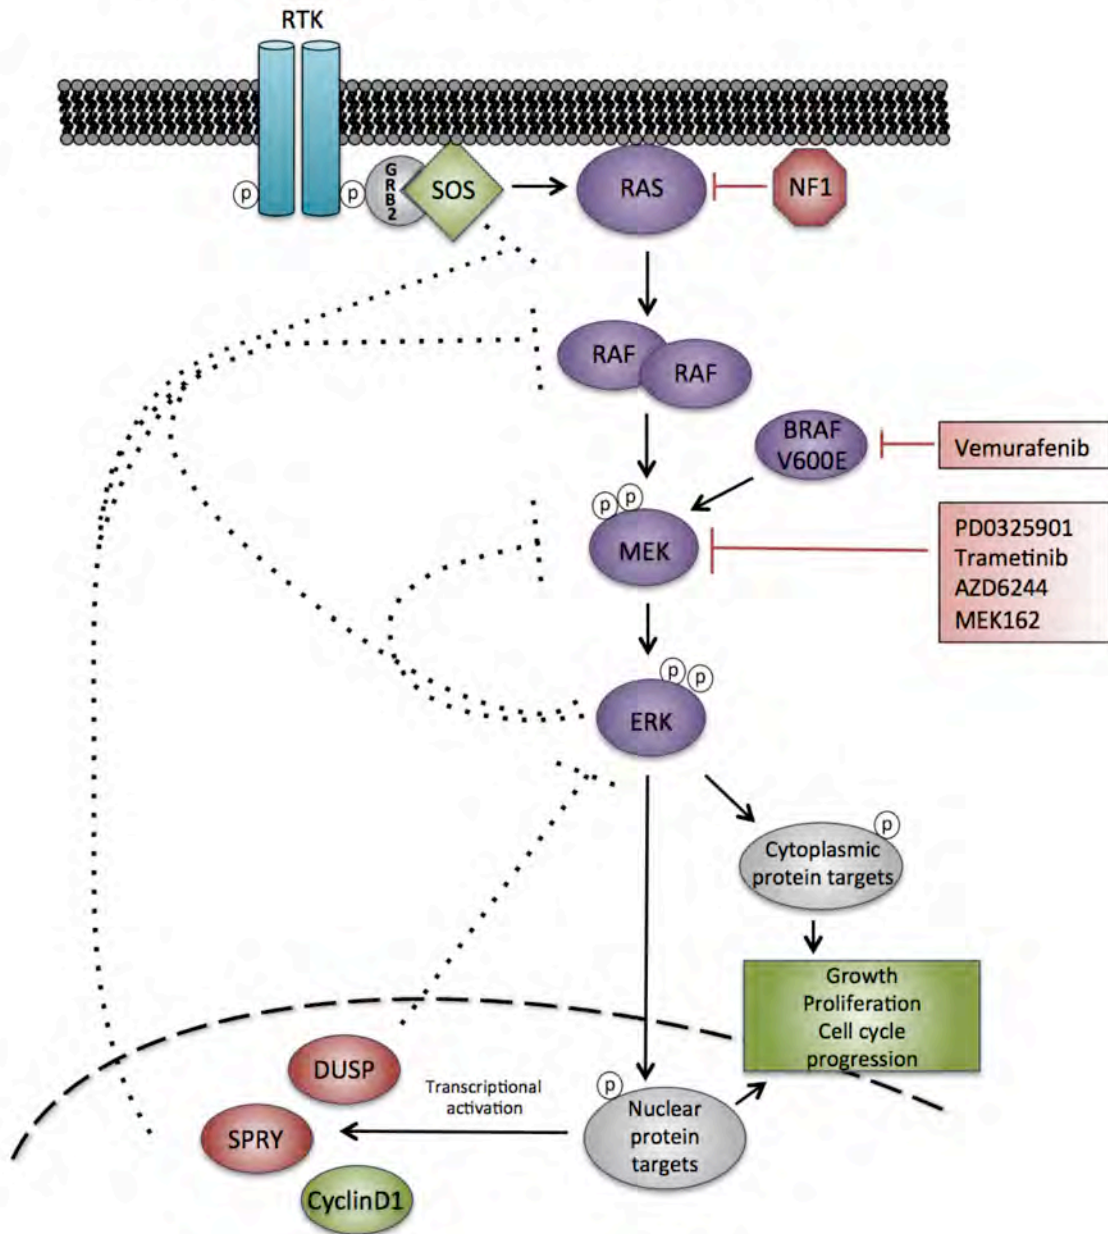 RTK
GRB2
SOS
RAS
NF1
p
p
RAF
RAF
BRAF
V600E
Vemurafenib
p
p
MEK
PD0325901
Trametinib
AZD6244
MEK162
p
p
ERK
p
Cytoplasmic
protein targets
Growth
Proliferation
Cell cycle
progression
DUSP
Transcriptional
activation
SPRY
CyclinD1
p
Nuclear
protein
targets